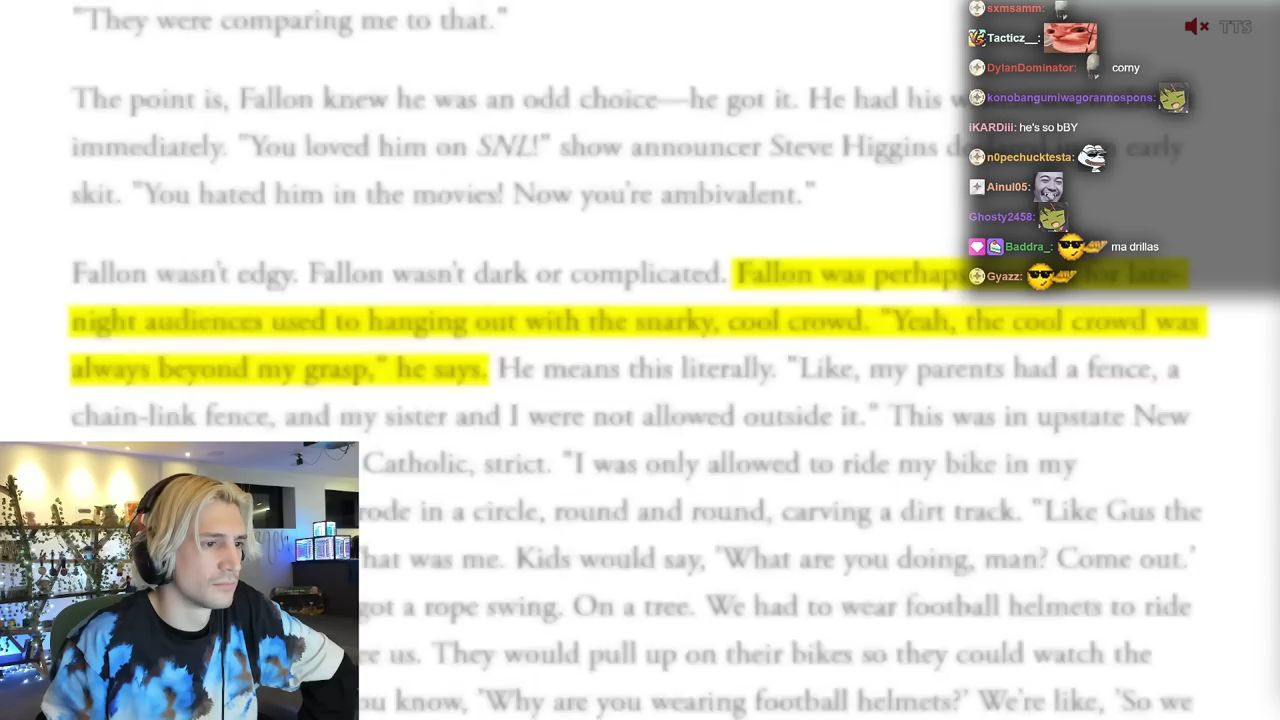 "They were comparing me to that."
The point is, Fallon knew he was an odd choice—he got it. He had his
immediately. "You loved him on SNL!" show announcer Steve Higgins early
skit. "You hated him in the movies! Now you're ambivalent."
Fallon wasn't edgy. Fallon wasn't dark or complicated. Fallon was perhaps for late-
night audiences used to hanging out with the snarky, cool crowd. "Yeah, the cool crowd was
always beyond my grasp," he says. He means this literally. "Like, my parents had a fence, a
chain-link fence, and my sister and I were not allowed outside it." This was in upstate New
Catholic, strict. "I was only allowed to ride my bike in my
rode in a circle, round and round, carving a dirt track. "Like Gus the
hat was me. Kids would say, 'What are you doing, man? Come out.'
got a rope swing. On a tree. We had to wear football helmets to ride
re us. They would pull up on their bikes so they could watch the
ou know, 'Why are you wearing football helmets?' We're like, 'So we
sxmsamm:
Tacticz__:
DylanDominator: corny
konobangumiwagorannospons:
iKARDIii: he's so bBY
n0pechucktesta:
Ainul05:
Ghosty2458:
Baddra_: ma drillas
Gyazz:
TTS